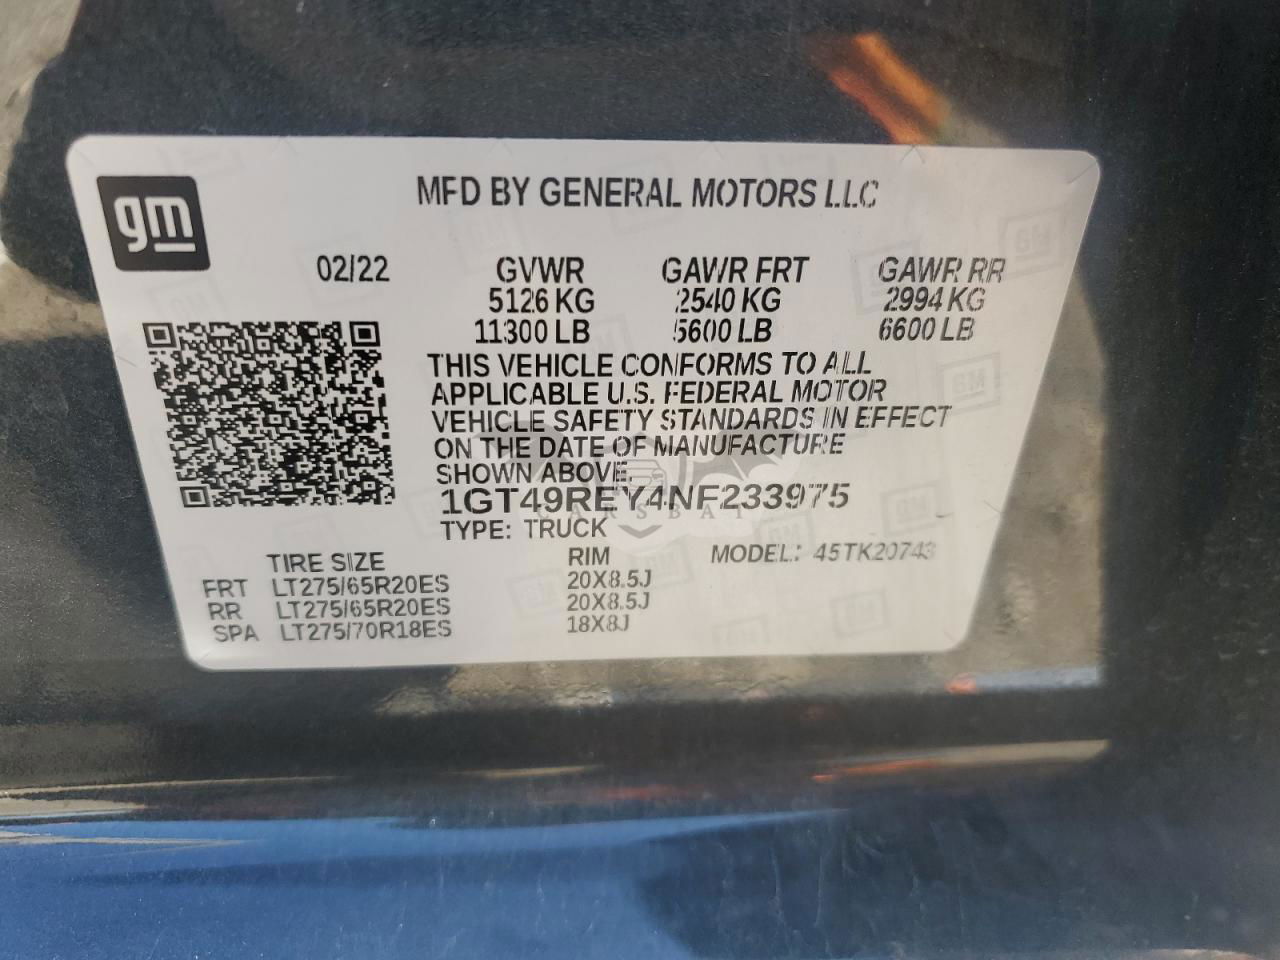 gm
MFD BY GENERAL MOTORS LLC
02/22 GVWR GAWR FRT GAWR RR
5126 KG 2540 KG 2994 KG
11300 LB 5600 LB 6600 LB
THIS VEHICLE CONFORMS TO ALL
APPLICABLE U.S. FEDERAL MOTOR
VEHICLE SAFETY STANDARDS IN EFFECT
ON THE DATE OF MANUFACTURE
SHOWN ABOVE.
1GT49REY4NF233975
CARSBAT
TYPE: TRUCK
TIRE SIZE RIM MODEL: 45TK20743
FRT LT275/65R20ES 20X8.5J
RR LT275/65R20ES 20X8.5J
SPA LT275/70R18ES 18X8J